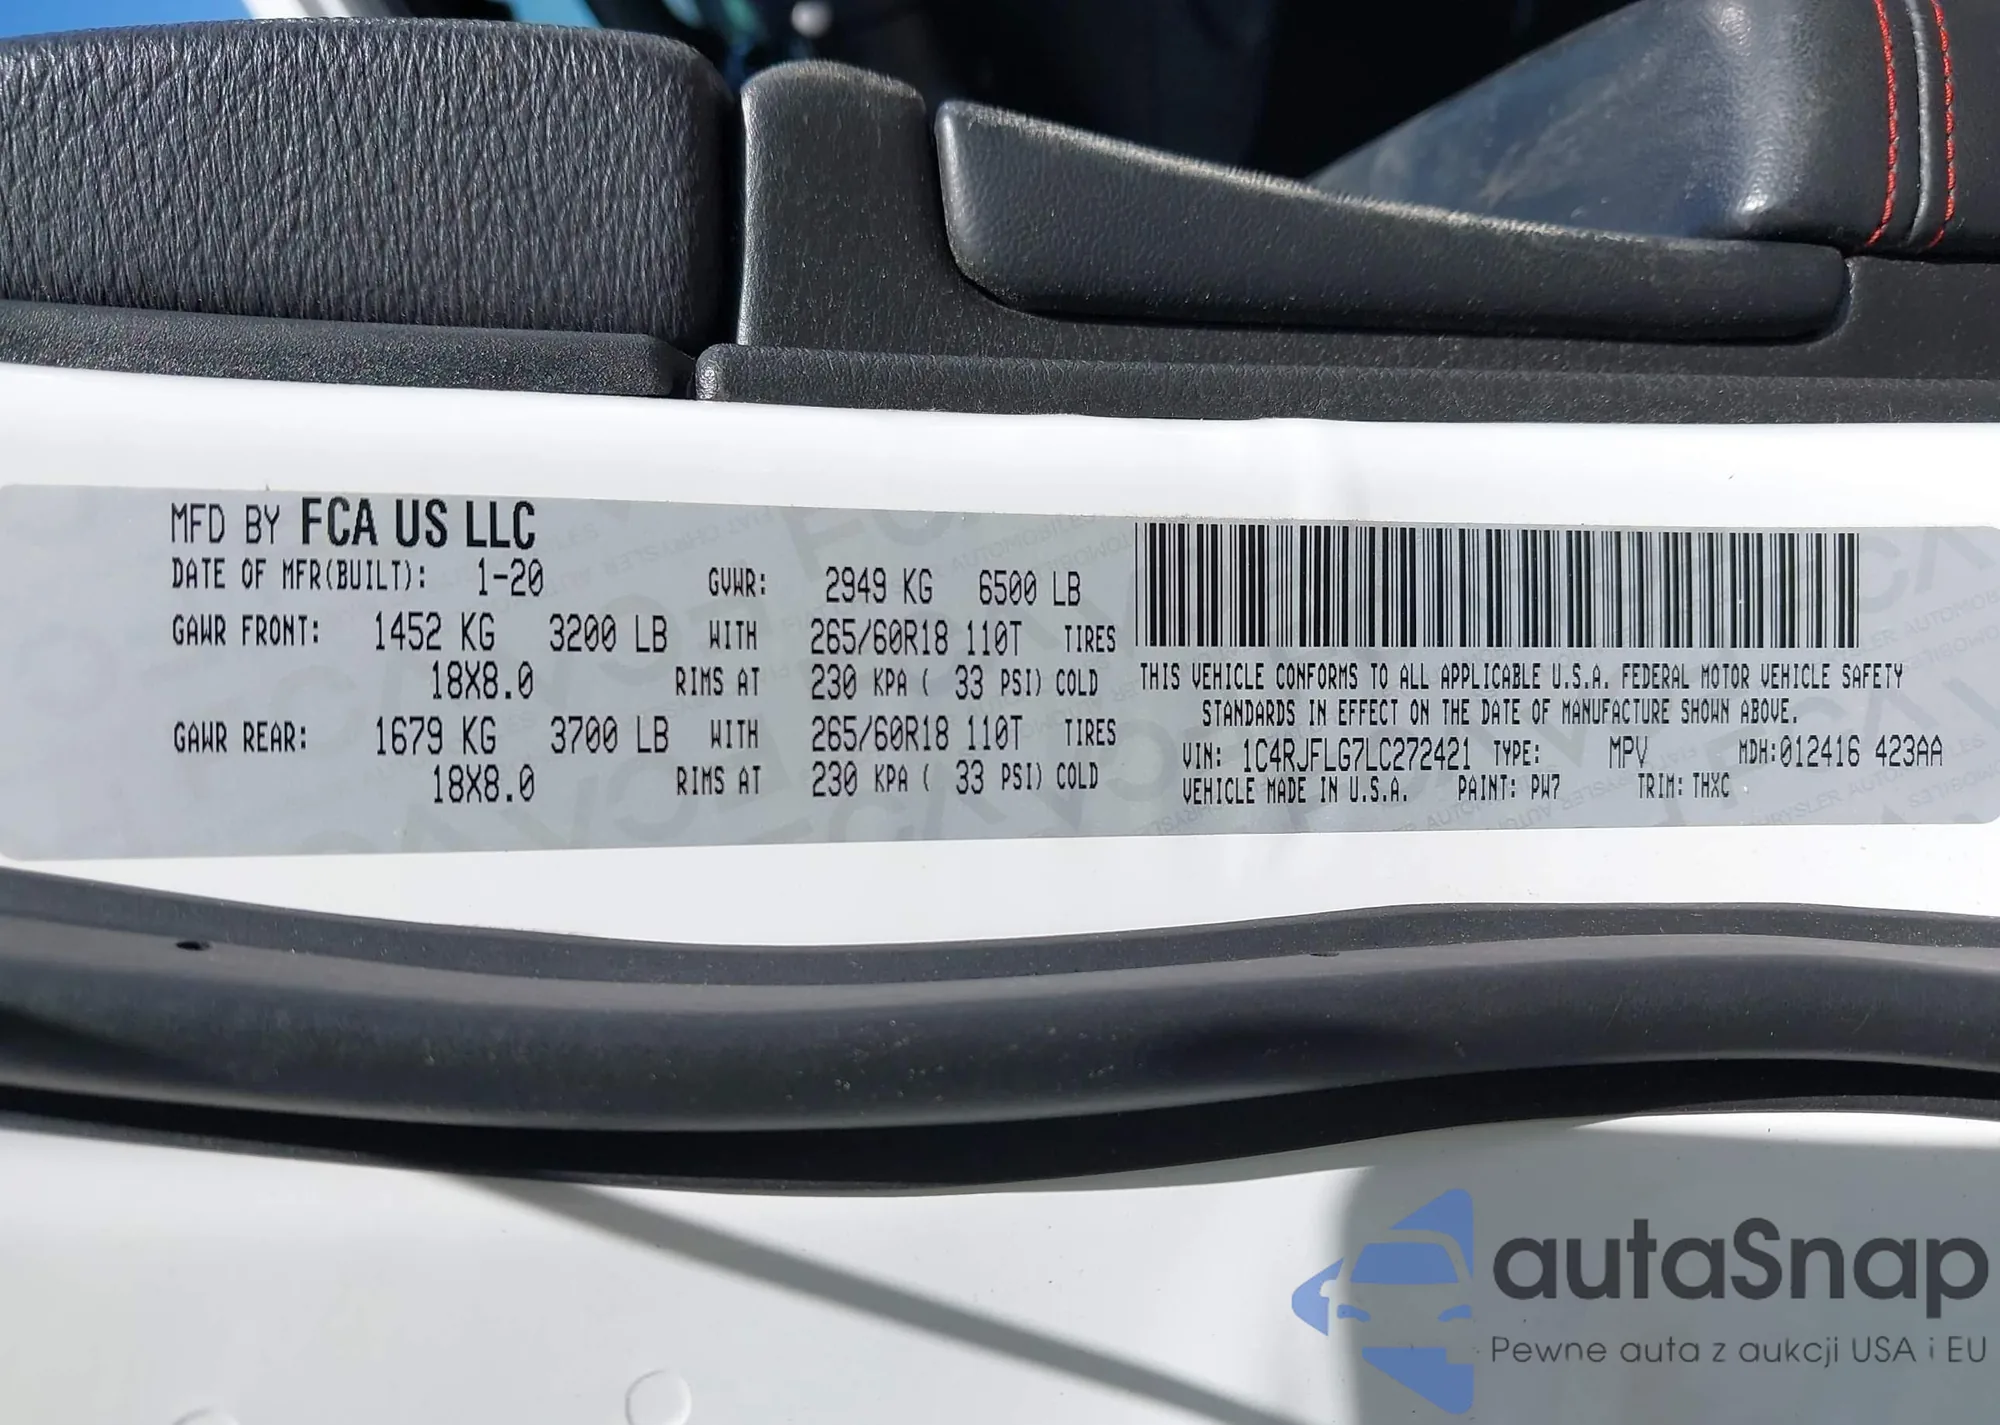 MFD BY FCA US LLC
DATE OF MFR(BUILT): 1-20 GVWR: 2949 KG 6500 LB
GAWR FRONT: 1452 KG 3200 LB WITH 265/60R18 110T TIRES
18X8.0 RIMS AT 230 KPA ( 33 PSI) COLD
GAWR REAR: 1679 KG 3700 LB WITH 265/60R18 110T TIRES
18X8.0 RIMS AT 230 KPA ( 33 PSI) COLD
THIS VEHICLE CONFORMS TO ALL APPLICABLE U.S.A. FEDERAL MOTOR VEHICLE SAFETY
STANDARDS IN EFFECT ON THE DATE OF MANUFACTURE SHOWN ABOVE.
VIN: 1C4RJFLG7LC272421 TYPE: MPV MDH:012416 423AA
VEHICLE MADE IN U.S.A. PAINT: PW7 TRIM: THXC
autaSnap
Pewne auta z aukcji USA i EU